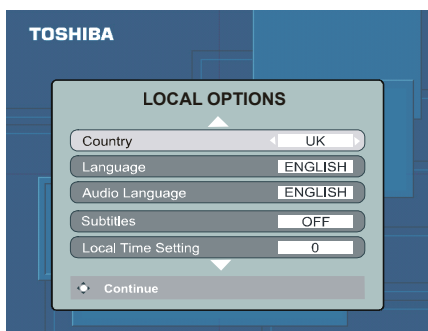 TOSHIBA
LOCAL OPTIONS
Country UK
Language ENGLISH
Audio Language ENGLISH
Subtitles OFF
Local Time Setting 0
Continue